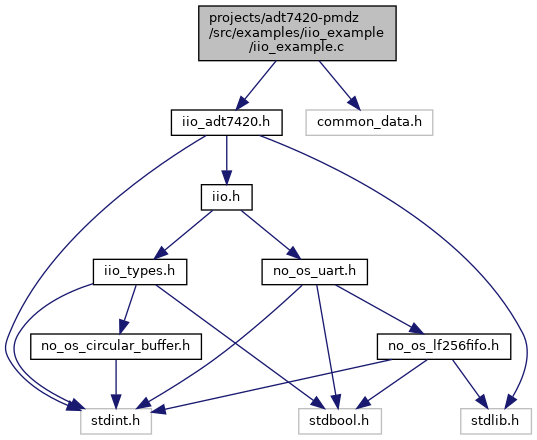 projects/adt7420-pmdz
/src/examples/iio_example
/iio_example.c
iio_adt7420.h
common_data.h
iio.h
iio_types.h
no_os_uart.h
no_os_circular_buffer.h
no_os_lf256fifo.h
stdint.h
stdbool.h
stdlib.h